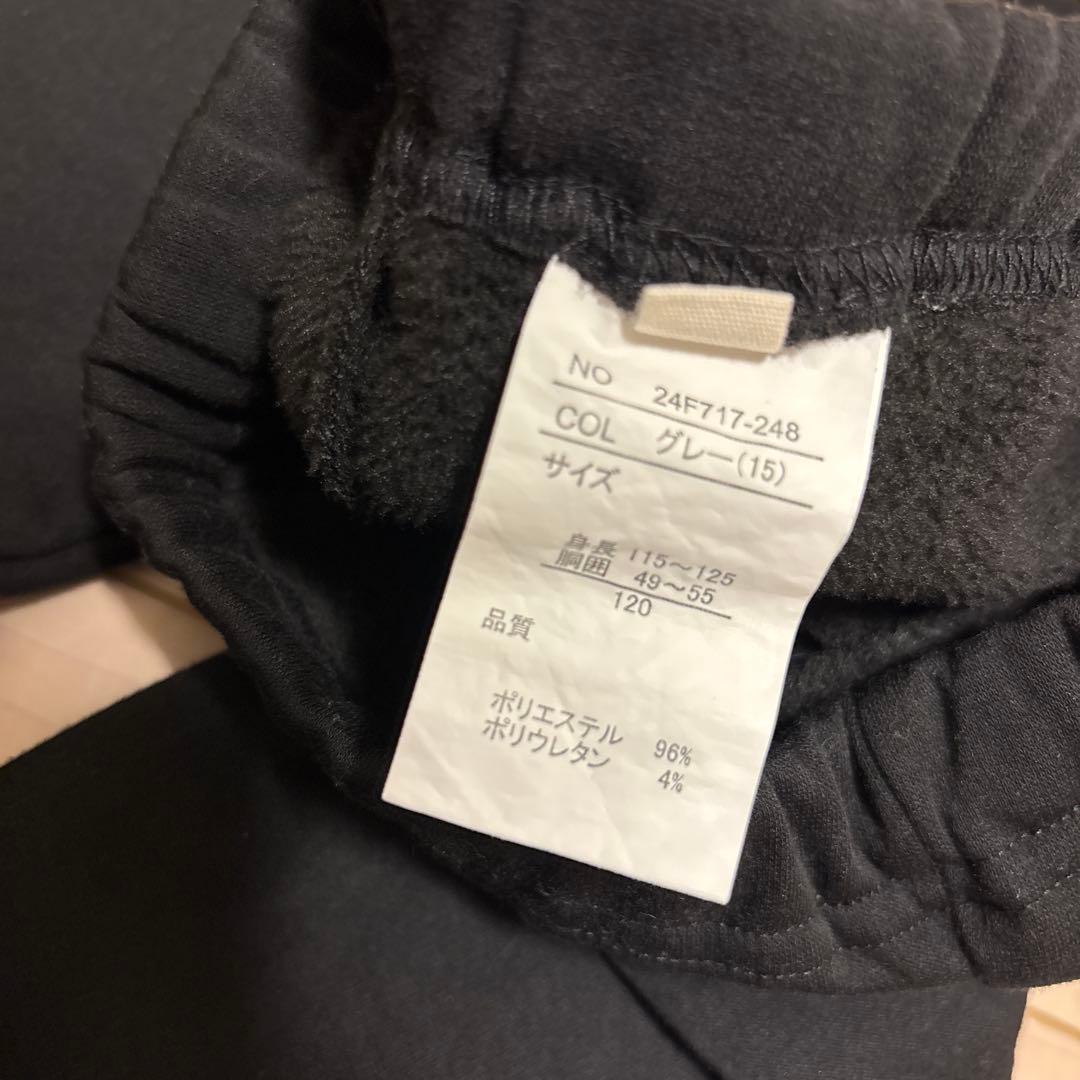 NO 24F717-248
COL グレー(15)
サイズ
身長 115～125
胴囲 49～55
120
品質
ポリエステル 96%
ポリウレタン 4%